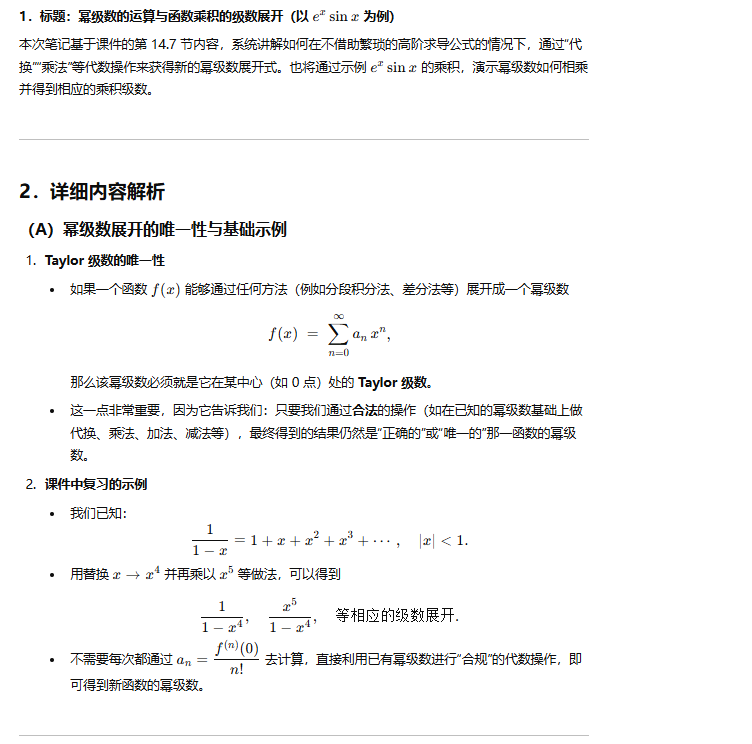 1．标题：幂级数的运算与函数乘积的级数展开（以 e^x sin x 为例）
本次笔记基于课件的第 14.7 节内容，系统讲解如何在不借助繁琐的高阶求导公式的情况下，通过“代
换”“乘法”等代数操作来获得新的幂级数展开式。也将通过示例 e^x sin x 的乘积，演示幂级数如何相乘
并得到相应的乘积级数。
2．详细内容解析
（A）幂级数展开的唯一性与基础示例
1. Taylor 级数的唯一性
• 如果一个函数 f(x) 能够通过任何方法（例如分段积分法、差分法等）展开成一个幂级数
f(x) = ∑_{n=0}^{∞} a_n x^n,
那么该幂级数必须就是它在某中心（如 0 点）处的 Taylor 级数。
• 这一点非常重要，因为它告诉我们：只要我们通过合法的操作（如在已知的幂级数基础上做
代换、乘法、加法、减法等），最终得到的结果仍然是“正确的”或“唯一的”那一函数的幂级
数。
2. 课件中复习的示例
• 我们已知：
1/(1−x) = 1 + x + x^2 + x^3 + ⋯ , |x| < 1.
• 用替换 x → x^4 并再乘以 x^5 等做法，可以得到
1/(1−x^4), x^5/(1−x^4), 等相应的级数展开.
• 不需要每次都通过 a_n = f^{(n)}(0)/n! 去计算，直接利用已有幂级数进行“合规”的代数操作，即
可得到新函数的幂级数。